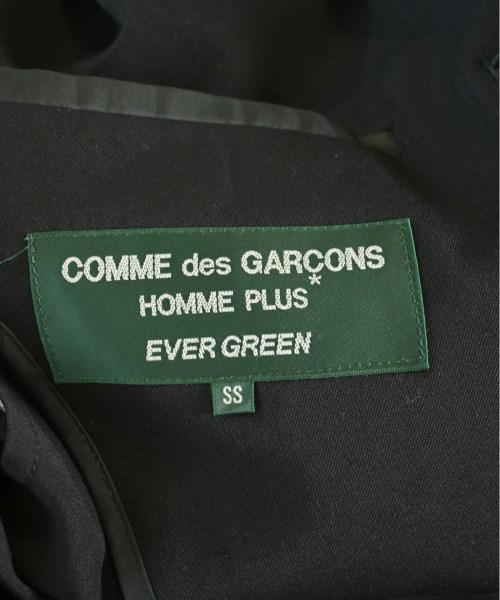 COMME des GARÇONS
HOMME PLUS*
EVER GREEN
SS